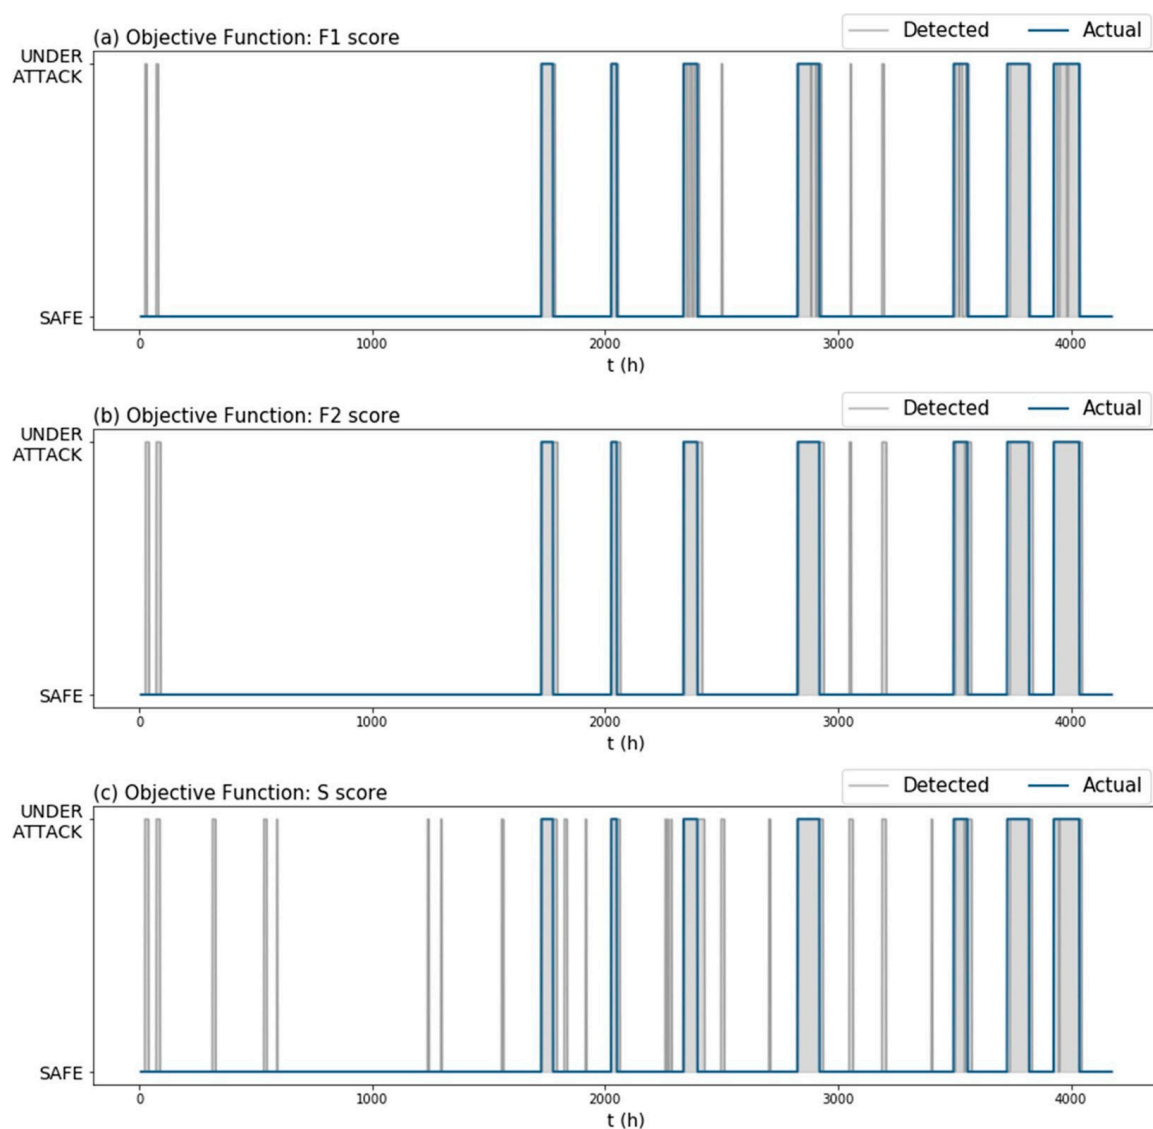 (a) Objective Function: F1 score
Detected Actual
UNDER
ATTACK
SAFE
0 1000 2000 3000 4000
t (h)
(b) Objective Function: F2 score
Detected Actual
UNDER
ATTACK
SAFE
0 1000 2000 3000 4000
t (h)
(c) Objective Function: S score
Detected Actual
UNDER
ATTACK
SAFE
0 1000 2000 3000 4000
t (h)